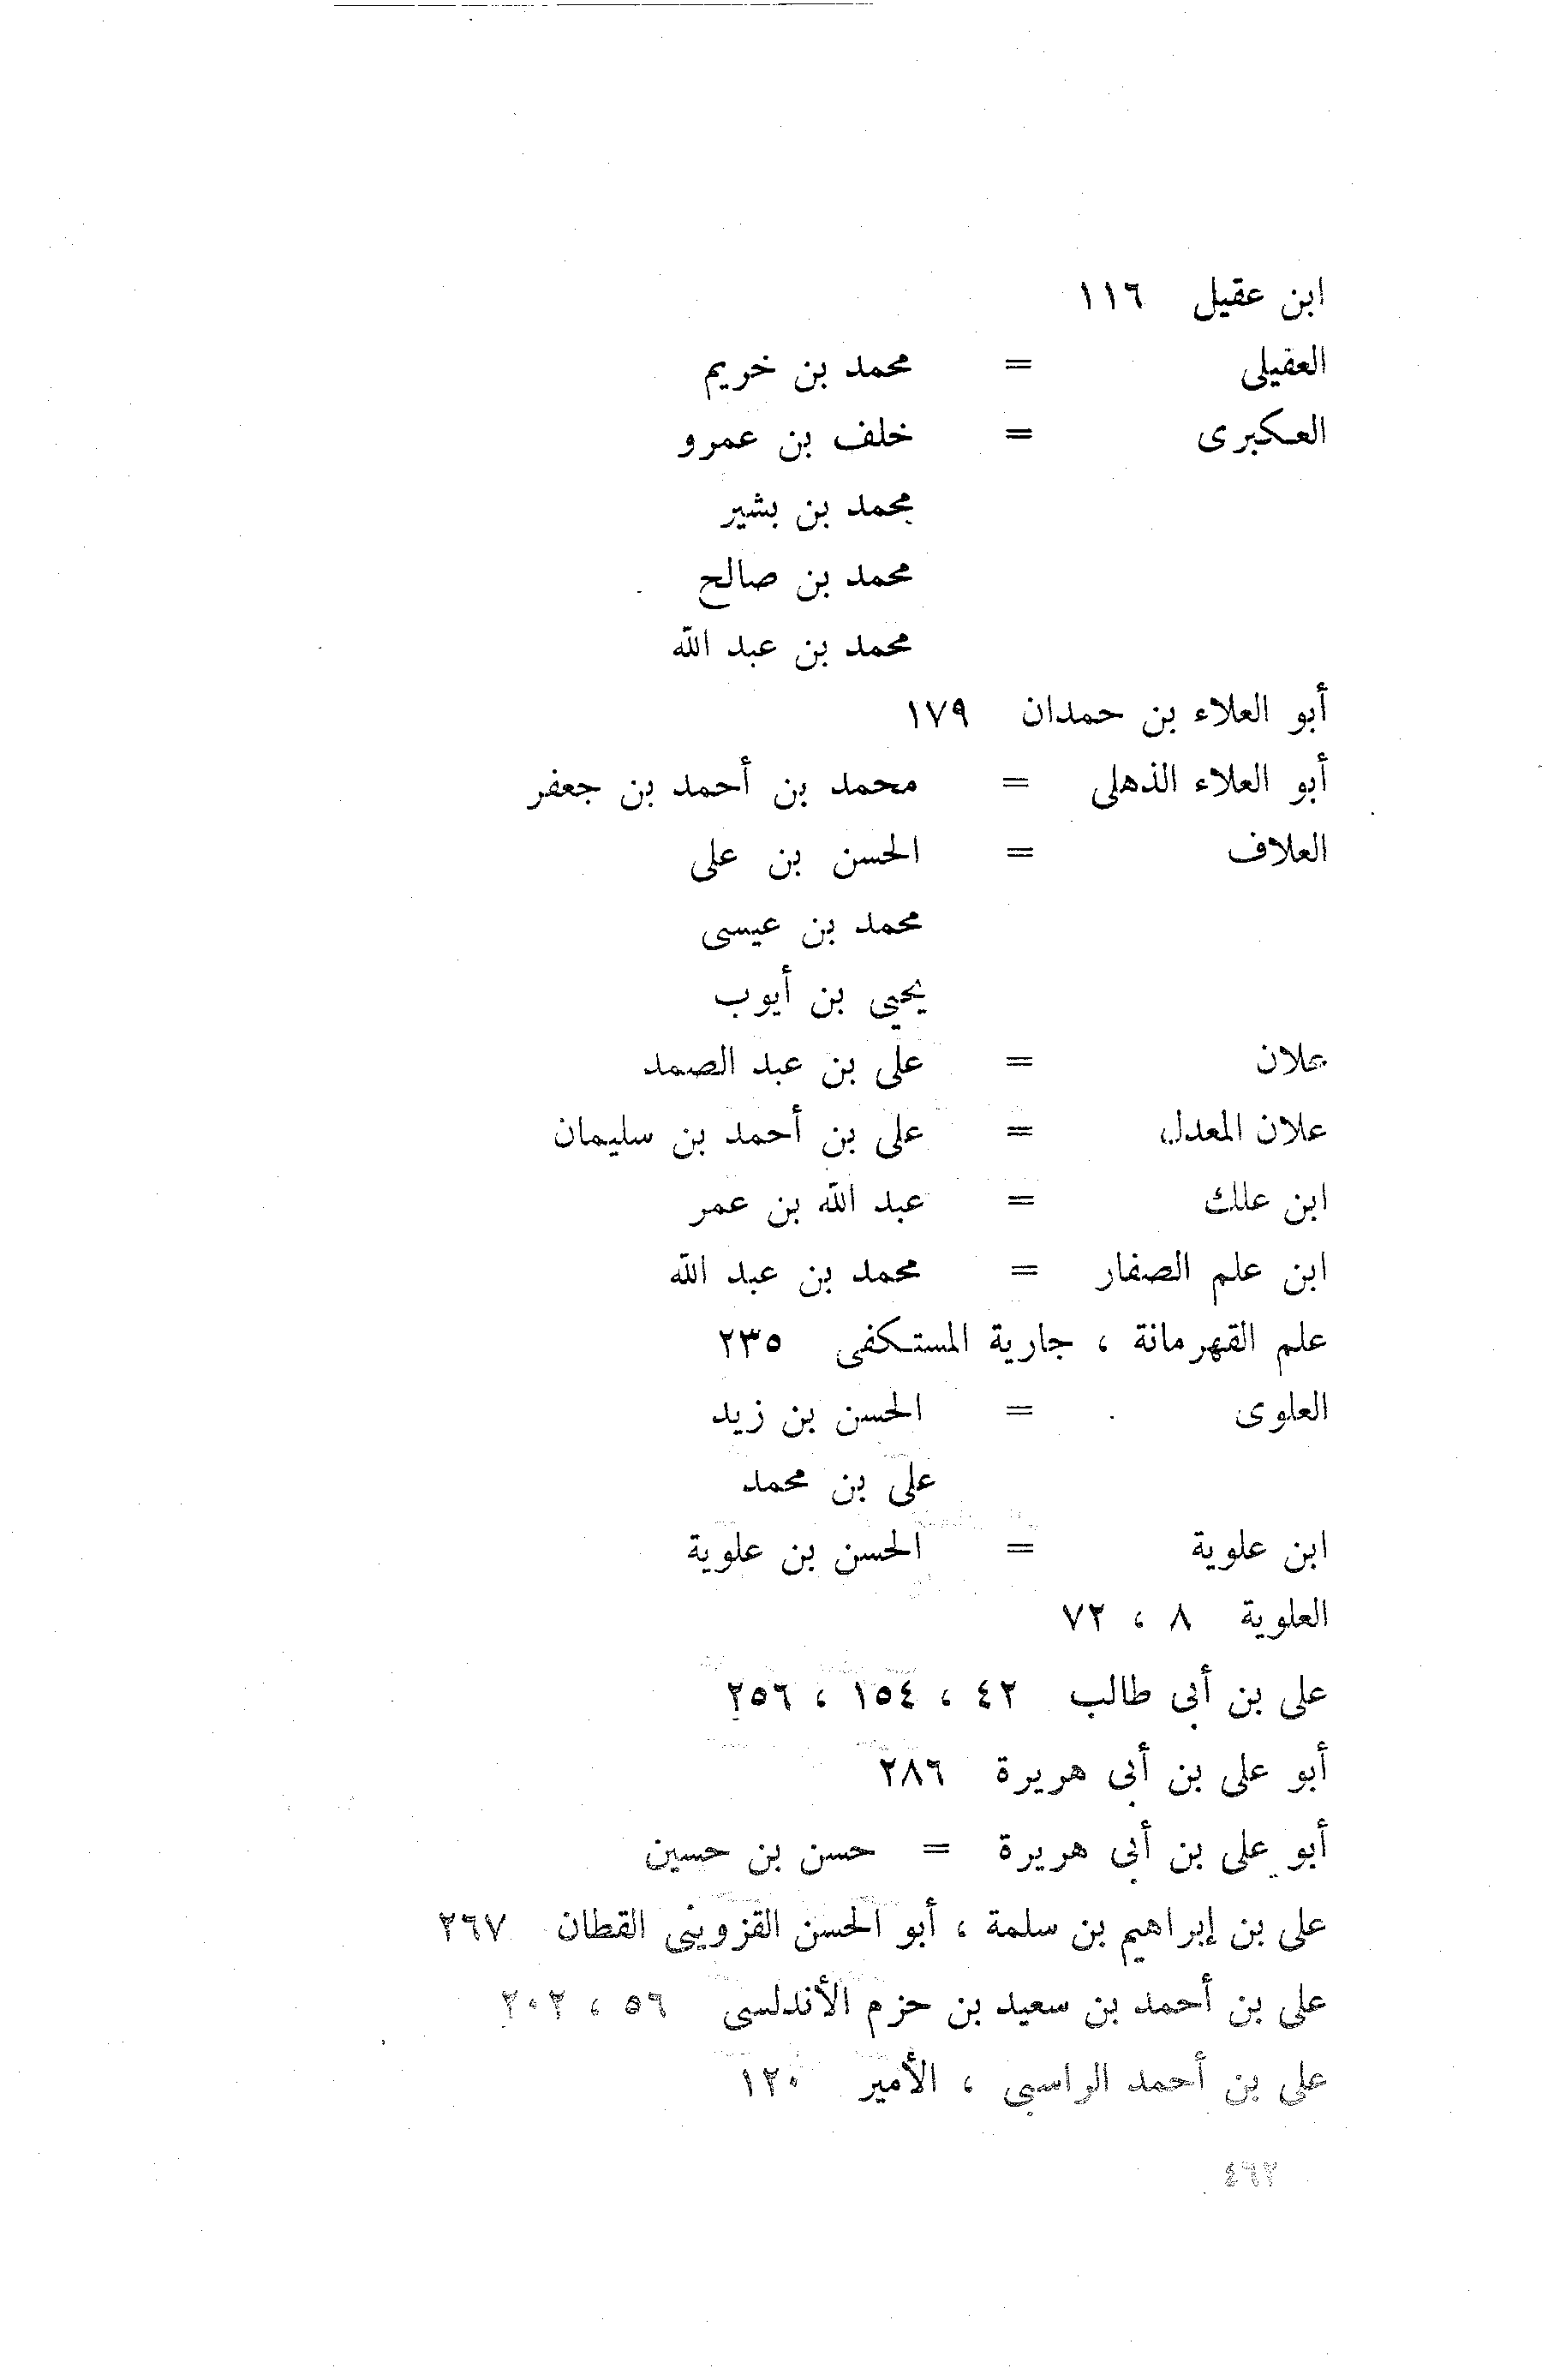 ابن عقيل ١١٦
العقيلى = محمد بن خريم
العكبرى = خلف بن عمرو
محمد بن بشير
محمد بن صالح
محمد بن عبد الله
أبو العلاء بن حمدان ١٧٩
أبو العلاء الذهلى = محمد بن أحمد بن جعفر
العلاف = الحسن بن على
محمد بن عيسى
يحيى بن أيوب
علان = على بن عبد الصمد
علان المعدل = على بن أحمد بن سليمان
ابن علك = عبد الله بن عمر
ابن علم الصفار = محمد بن عبد الله
علم القهرمانة ، جارية المستكفى ٢٣٥
العلوى = الحسن بن زيد
على بن محمد
ابن علوية = الحسن بن علوية
العلوية ٨ ، ٧٢
على بن أبى طالب ٤٢ ، ١٥٤ ، ٢٥٦
أبو على بن أبى هريرة ٢٨٦
أبو على بن أبى هريرة = حسن بن حسين
على بن إبراهيم بن سلمة ، أبو الحسن القزوينى القطان ٢٦٧
على بن أحمد بن سعيد بن حزم الأندلسى ٥٦ ، ٢٠٢
على بن أحمد الراسبى ، الأمير ١٢٠
٤٦٢